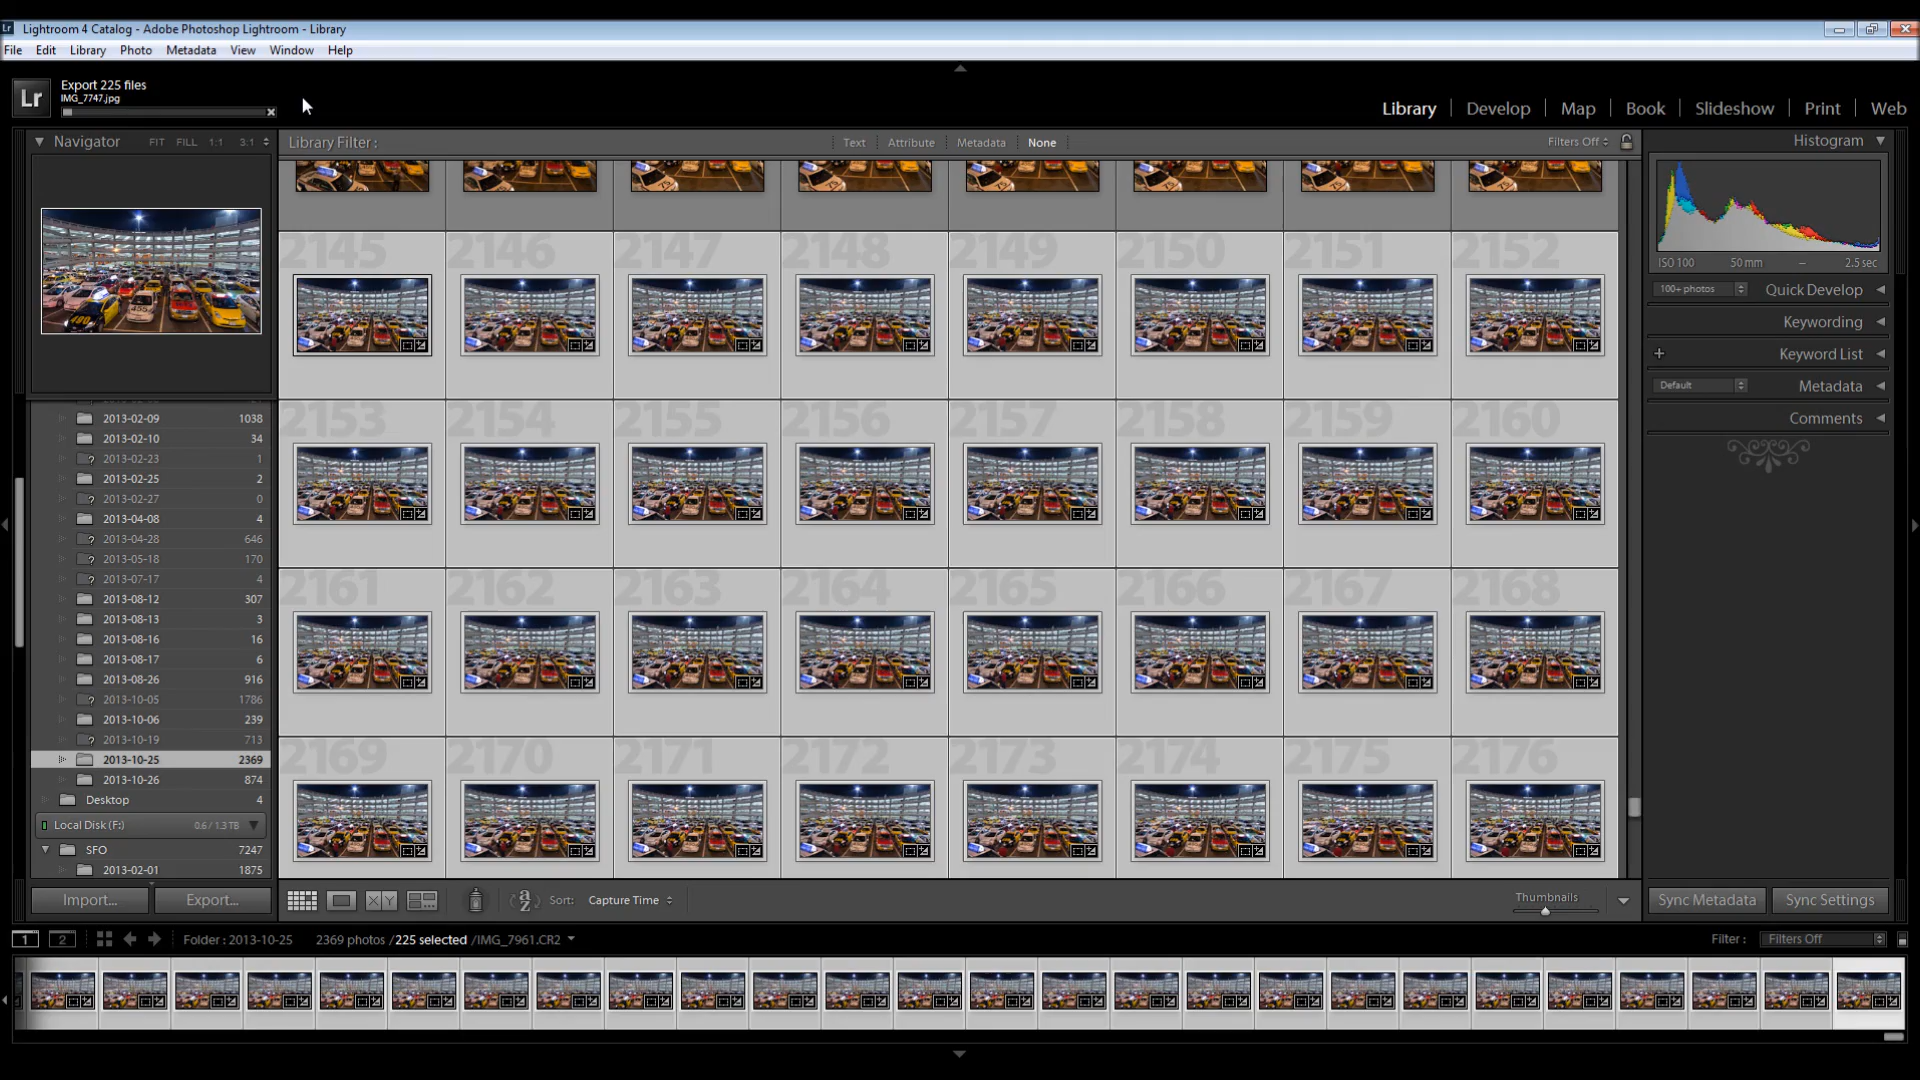 Lightroom 4 Catalog - Adobe Photoshop Lightroom - Library
File Edit Library Photo Metadata View Window Help
Lr
Export 225 files
IMG_7747.jpg
Library Develop Map Book Slideshow Print Web
Navigator FIT FILL 1:1 3:1
Library Filter : Text Attribute Metadata None Filters Off
Histogram
ISO 100 50 mm – 2.5 sec
100+ photos Quick Develop
Keywording
Keyword List
Default Metadata
Comments
2145 2146 2147 2148 2149 2150 2151 2152
2153 2154 2155 2156 2157 2158 2159 2160
2161 2162 2163 2164 2165 2166 2167 2168
2169 2170 2171 2172 2173 2174 2175 2176
2013-02-09 1038
2013-02-10 34
2013-02-23 1
2013-02-25 2
2013-02-27 0
2013-04-08 4
2013-04-28 646
2013-05-18 170
2013-07-17 4
2013-08-12 307
2013-08-13 3
2013-08-16 16
2013-08-17 6
2013-08-26 916
2013-10-05 1786
2013-10-06 239
2013-10-19 713
2013-10-25 2369
2013-10-26 874
Desktop 4
Local Disk (F:) 0.6 / 1.3 TB
SFO 7247
2013-02-01 1875
Import... Export...
XY
Sort: Capture Time
Thumbnails
Sync Metadata Sync Settings
1 2 Folder : 2013-10-25 2369 photos / 225 selected / IMG_7961.CR2
Filter : Filters Off